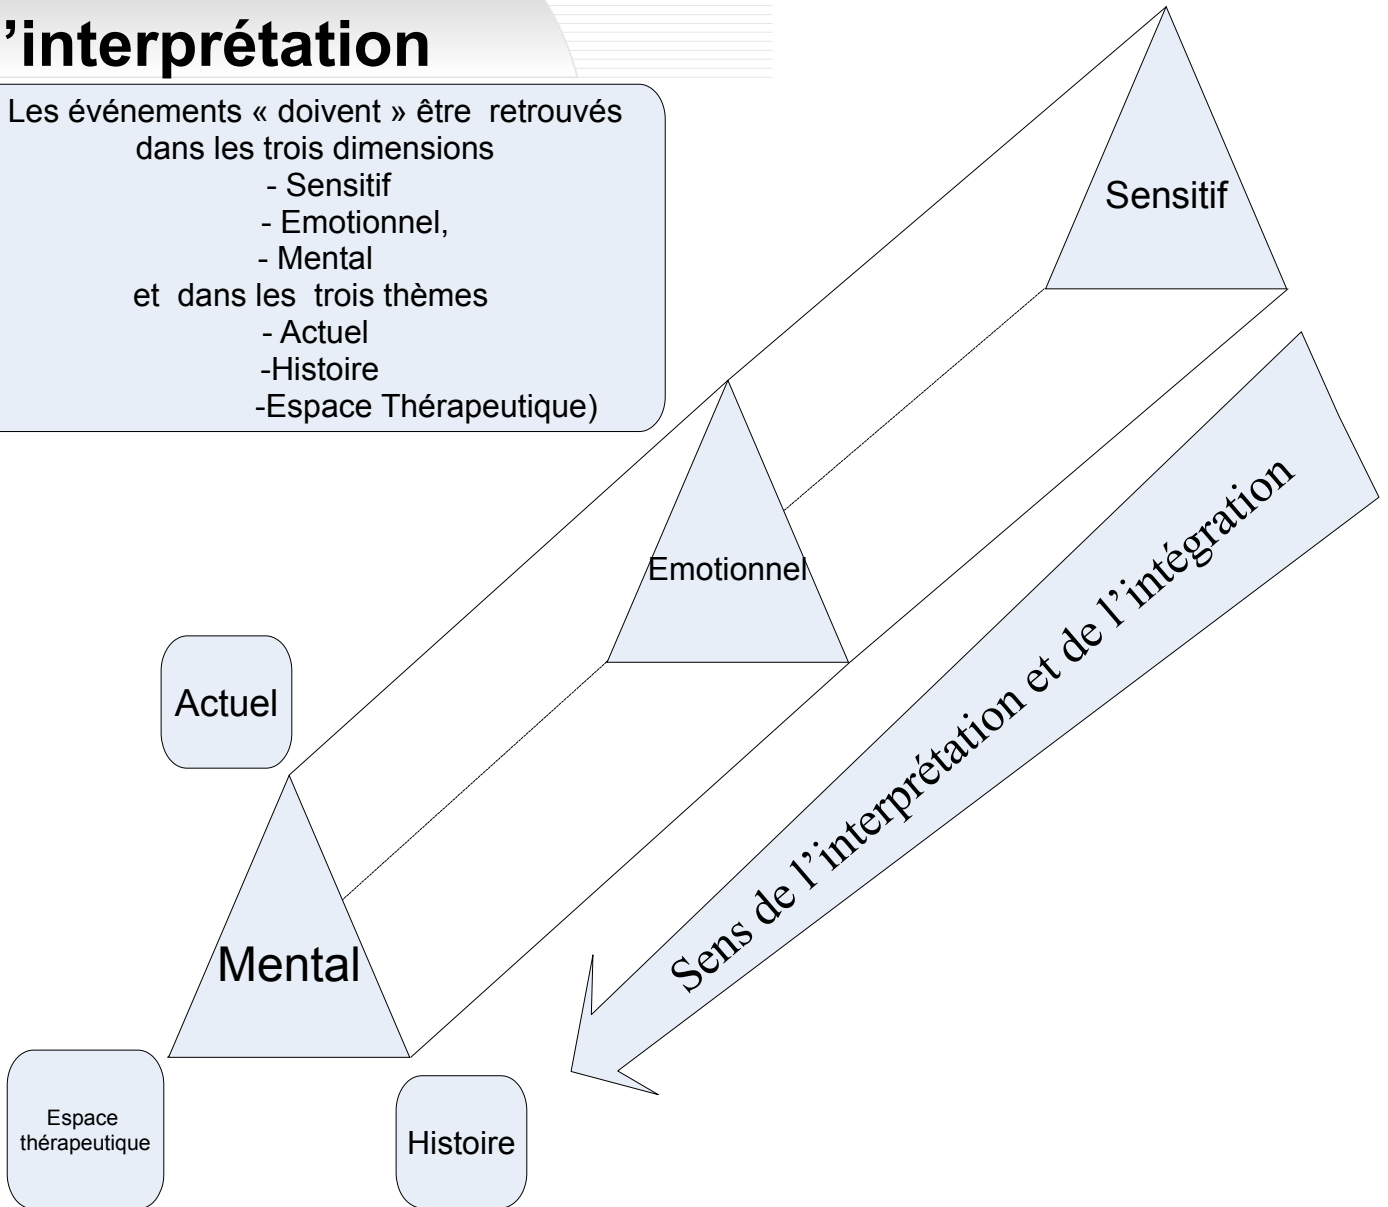 ’interprétation
Les événements « doivent » être retrouvés
dans les trois dimensions
- Sensitif
- Emotionnel,
- Mental
et dans les trois thèmes
- Actuel
-Histoire
-Espace Thérapeutique)
Sensitif
Emotionnel
Sens de l’interprétation et de l’intégration
Actuel
Mental
Espace
thérapeutique
Histoire